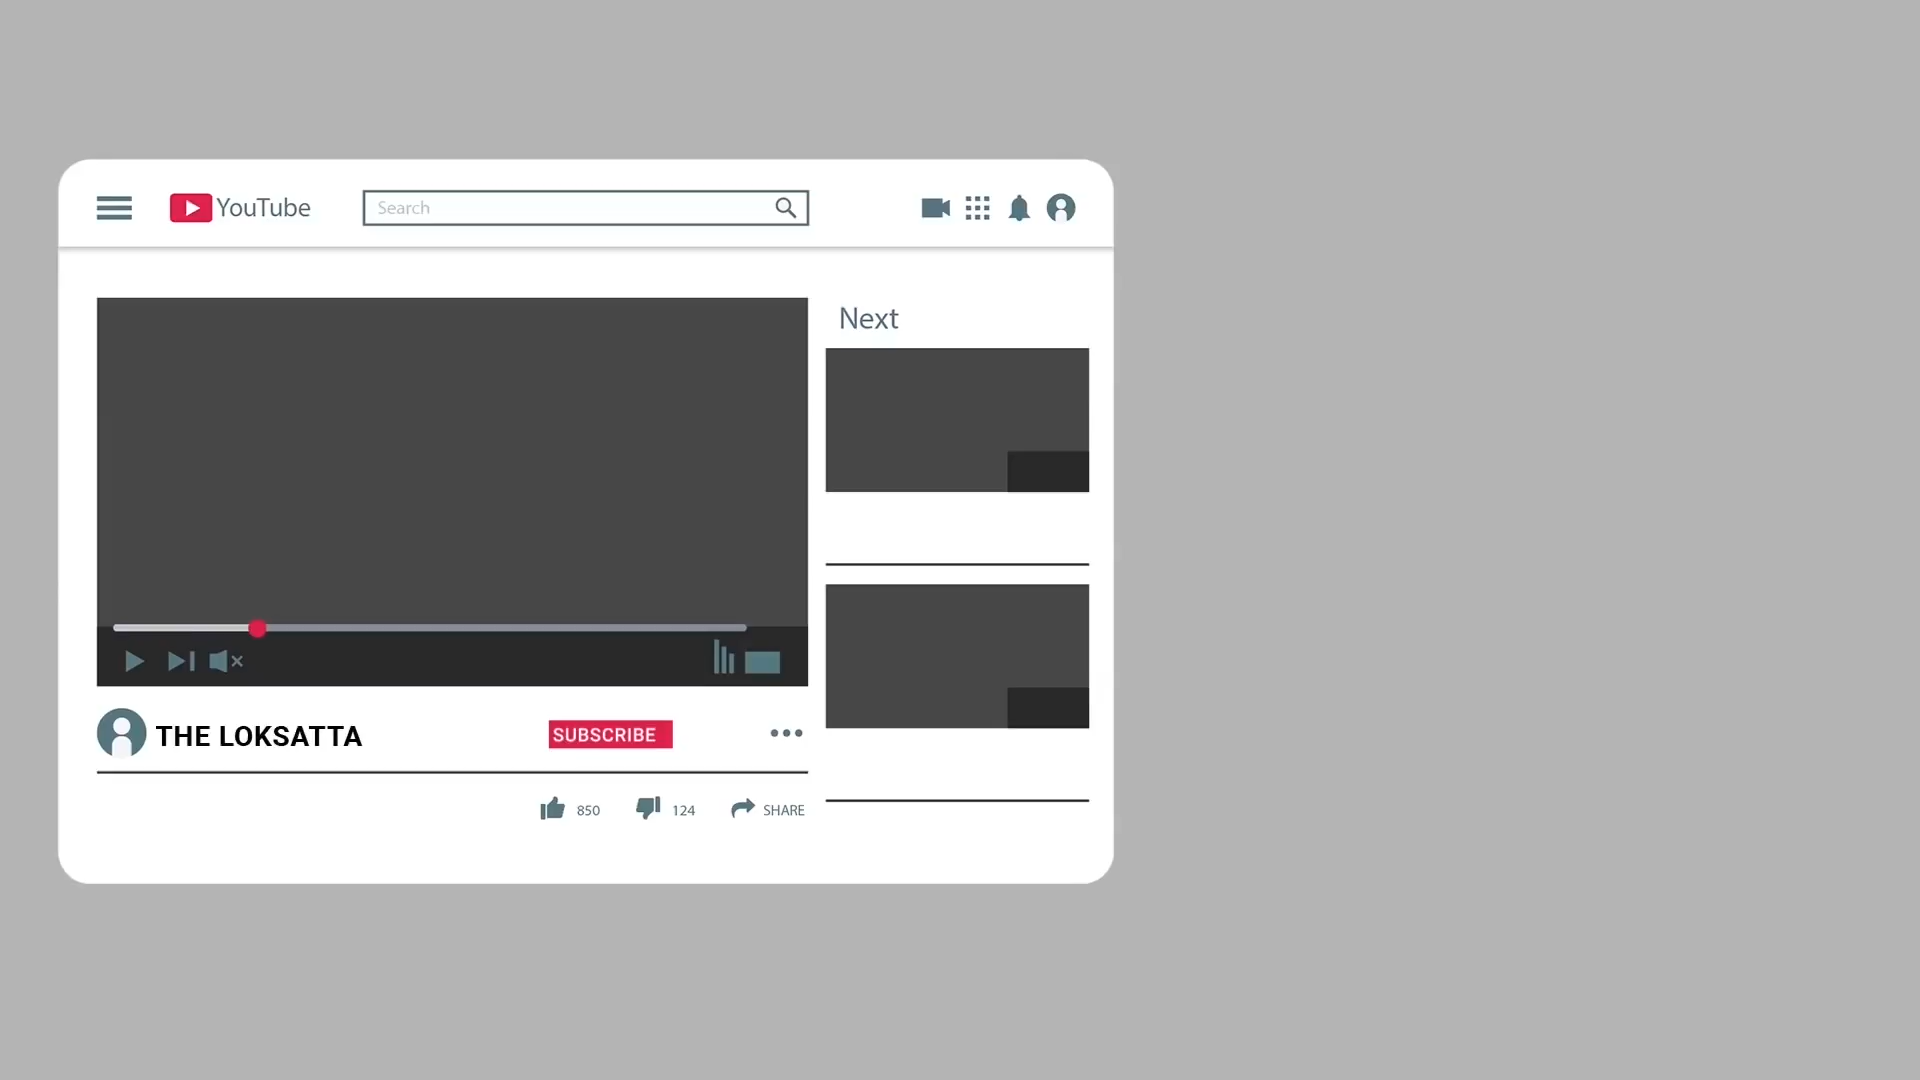 YouTube
Search
Next
THE LOKSATTA
SUBSCRIBE
850
124
SHARE